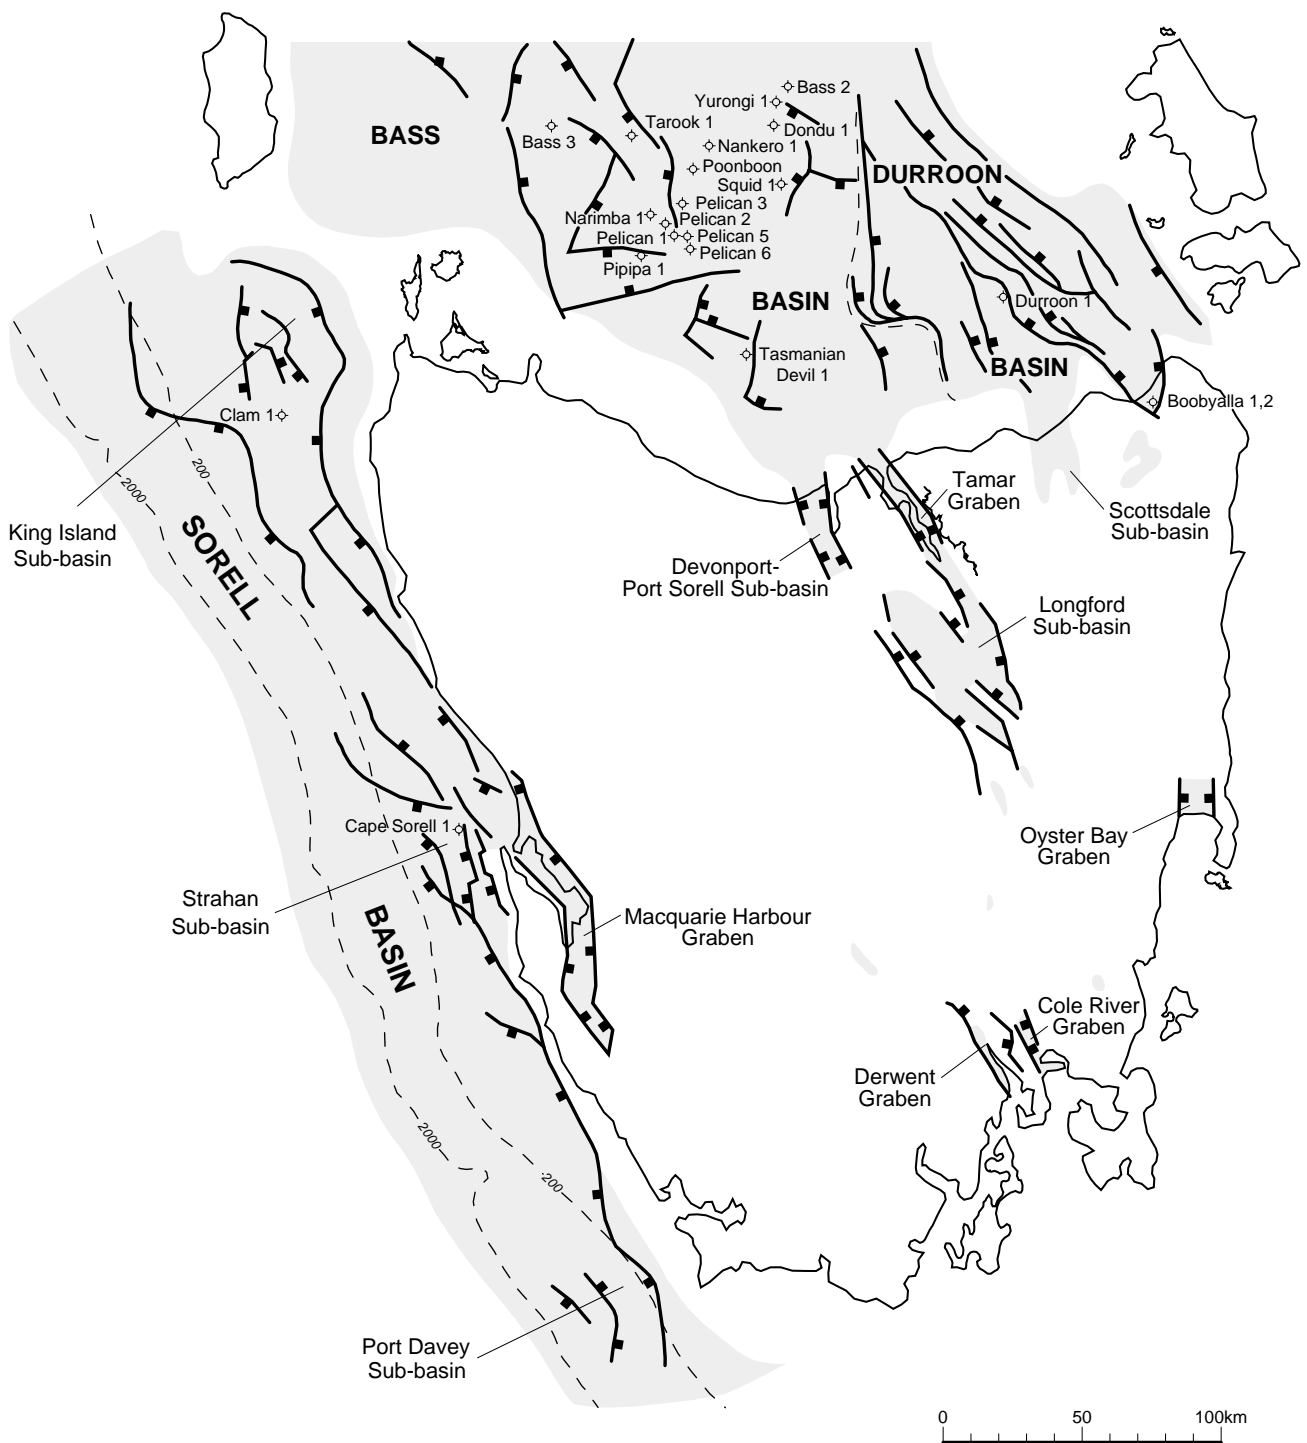 Bass 2
Yurongi 1
BASS
Tarook 1
Dondu 1
Bass 3
Nankero 1
Poonboon
DURROON
Squid 1
Pelican 3
Narimba 1
Pelican 2
Pelican 1
Pelican 5
Pelican 6
Pipipa 1
BASIN
Durroon 1
Tasmanian
Devil 1
BASIN
Boobyalla 1,2
Clam 1
200
2000
King Island
Sub-basin
SORELL
Tamar
Graben
Scottsdale
Sub-basin
Devonport-
Port Sorell Sub-basin
Longford
Sub-basin
Cape Sorell 1
Oyster Bay
Graben
Strahan
Sub-basin
BASIN
Macquarie Harbour
Graben
Cole River
Graben
Derwent
Graben
2000
200
Port Davey
Sub-basin
0 50 100km